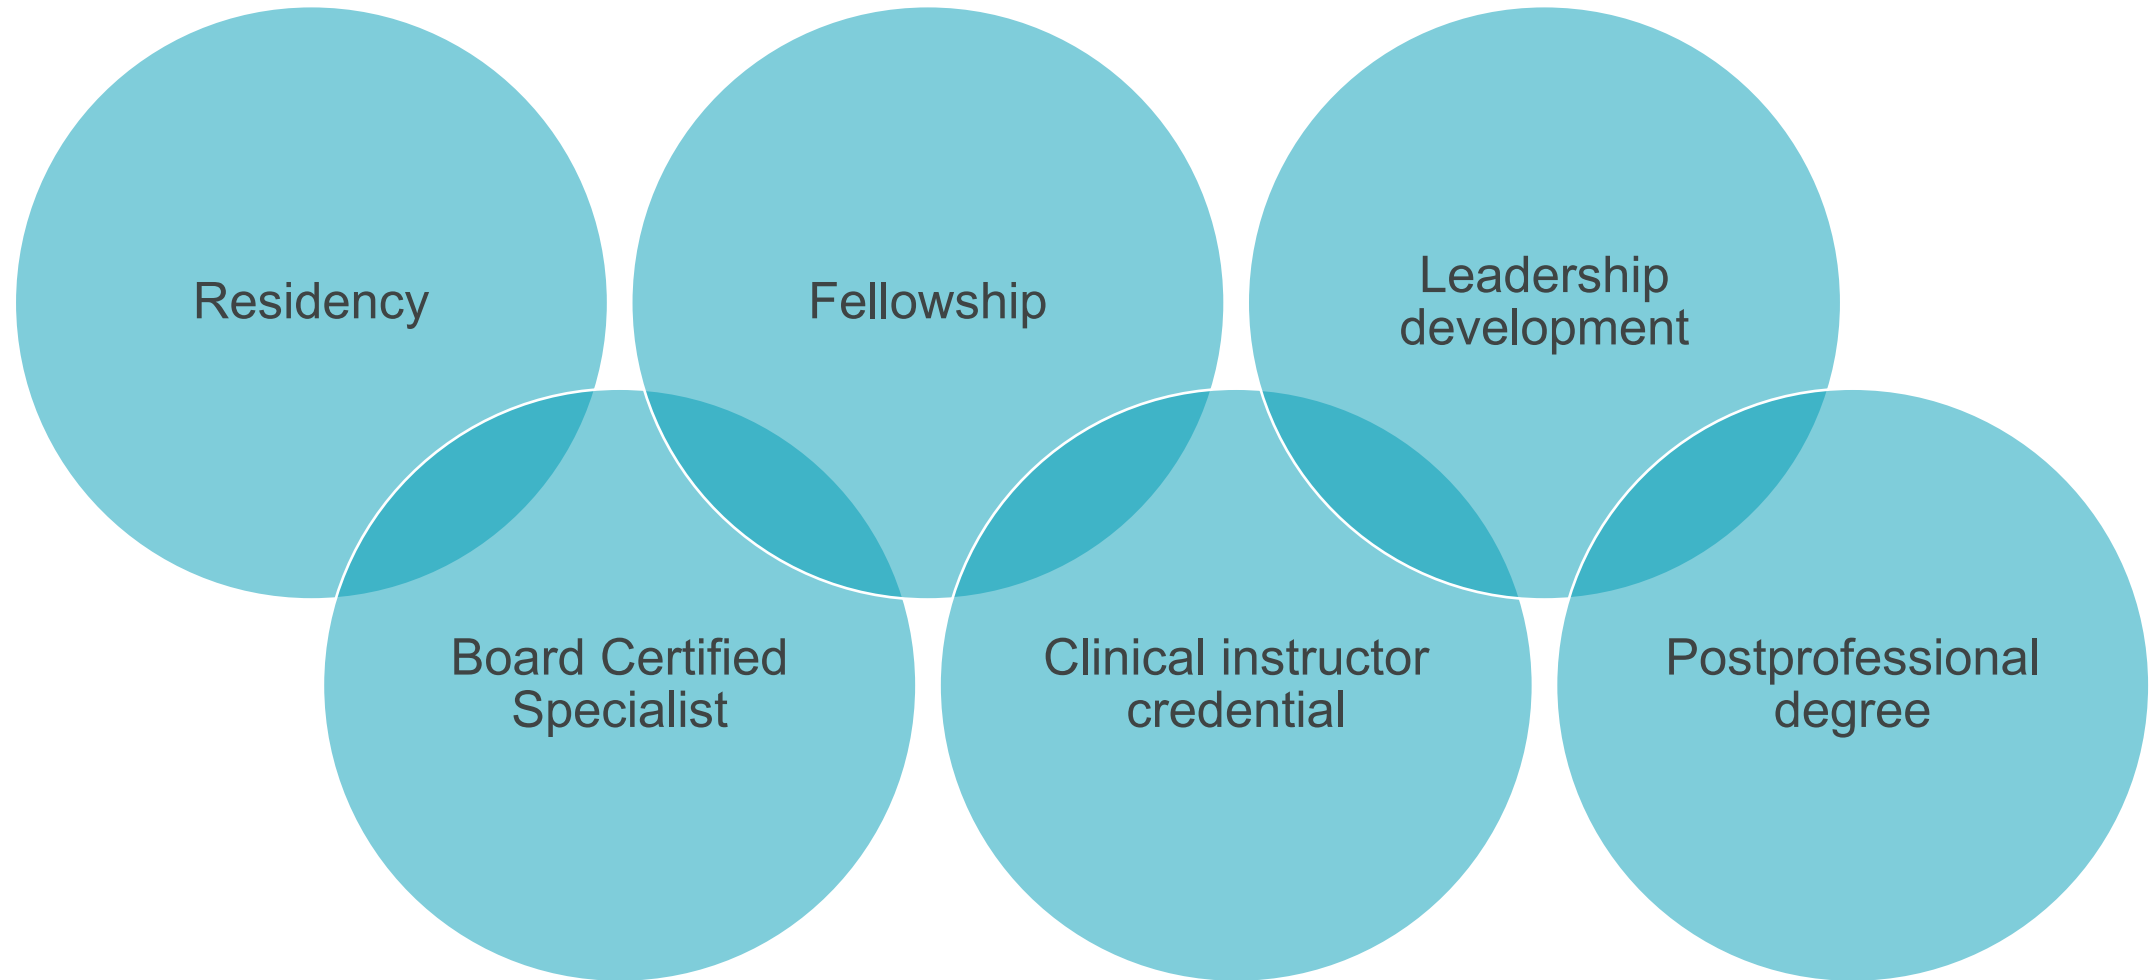 Residency
Fellowship
Leadership
development
Board Certified
Specialist
Clinical instructor
credential
Postprofessional
degree